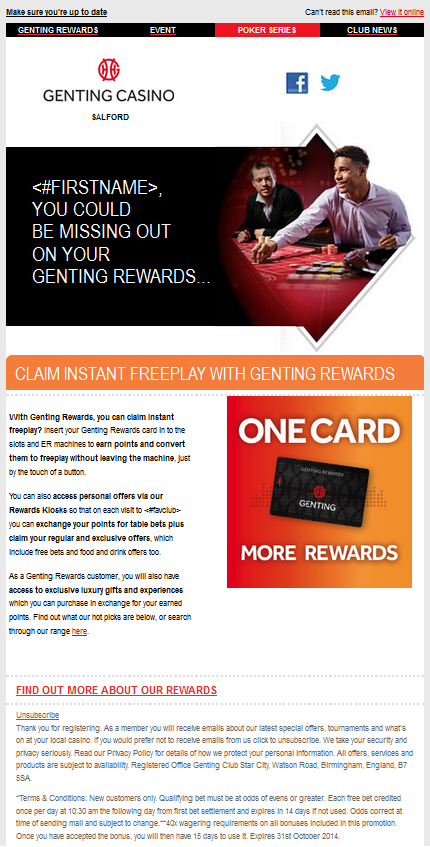 Make sure you're up to date
Can't read this email? View it online
GENTING REWARDS
EVENT
POKER SERIES
CLUB NEWS
GENTING CASINO
SALFORD
<#FIRSTNAME>,
YOU COULD
BE MISSING OUT
ON YOUR
GENTING REWARDS...
CLAIM INSTANT FREEPLAY WITH GENTING REWARDS
With Genting Rewards, you can claim instant
freeplay? Insert your Genting Rewards card in to the
slots and ER machines to earn points and convert
them to freeplay without leaving the machine, just
by the touch of a button.
You can also access personal offers via our
Rewards Kiosks so that on each visit to <#favclub>
you can exchange your points for table bets plus
claim your regular and exclusive offers, which
include free bets and food and drink offers too.
As a Genting Rewards customer, you will also have
access to exclusive luxury gifts and experiences
which you can purchase in exchange for your earned
points. Find out what our hot picks are below, or search
through our range here.
ONE CARD
GENTING REWARDS
GENTING
MORE REWARDS
FIND OUT MORE ABOUT OUR REWARDS
Unsubscribe
Thank you for registering. As a member you will receive emails about our latest special offers, tournaments and what's
on at your local casino. If you would prefer not to receive emails from us click to unsubscribe. We take your security and
privacy seriously. Read our Privacy Policy for details of how we protect your personal information. All offers, services and
products are subject to availability. Registered Office Genting Club Star City, Watson Road, Birmingham, England, B7
5SA.
*Terms & Conditions: New customers only. Qualifying bet must be at odds of evens or greater. Each free bet credited
once per day at 10:30 am the following day from first bet settlement and expires in 14 days if not used. Odds correct at
time of sending mail and subject to change.**40x wagering requirements on all bonuses included in this promotion.
Once you have accepted the bonus, you will then have 15 days to use it. Expires 31st October 2014.